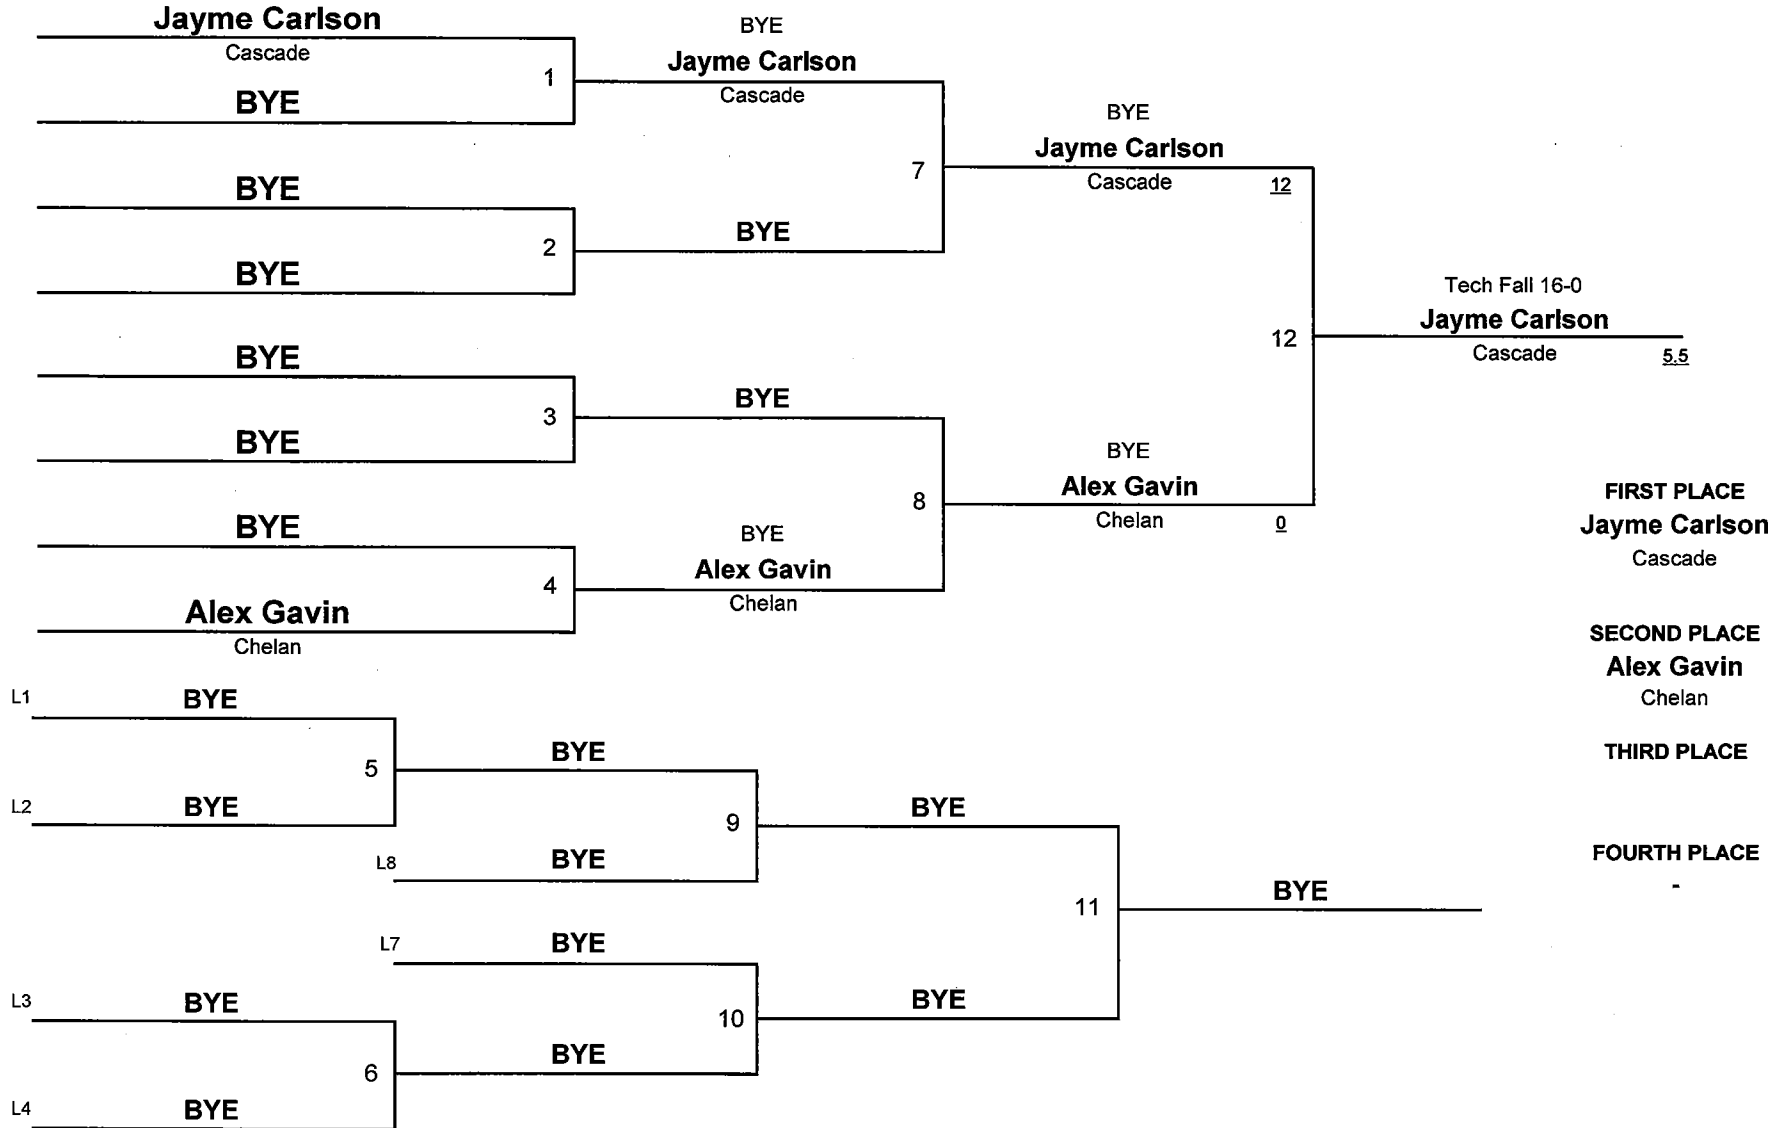 Jayme Carlson
Cascade
1
BYE
BYE
2
BYE
BYE
3
BYE
BYE
4
Alex Gavin
Chelan
BYE
Jayme Carlson
Cascade
7
BYE
BYE
8
BYE
Alex Gavin
Chelan
BYE
Jayme Carlson
Cascade 12
12
BYE
Alex Gavin
Chelan 0
Tech Fall 16-0
Jayme Carlson
Cascade 5.5
FIRST PLACE
Jayme Carlson
Cascade
SECOND PLACE
Alex Gavin
Chelan
THIRD PLACE
FOURTH PLACE
-
L1 BYE
5
L2 BYE
BYE
9
L8 BYE
BYE
11
BYE
L7 BYE
10
BYE
L3 BYE
6
BYE
L4 BYE